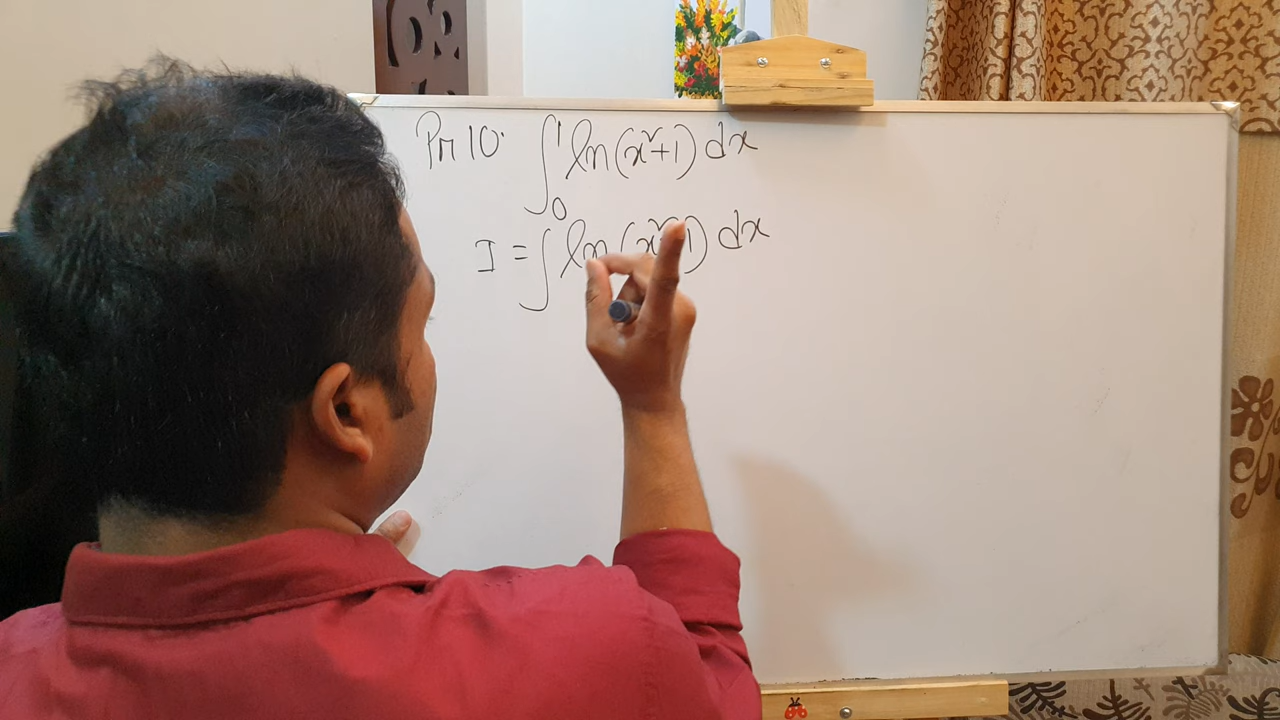 Pr 10. ∫₀¹ ln(x²+1) dx
I = ∫ ln(x²+1) dx